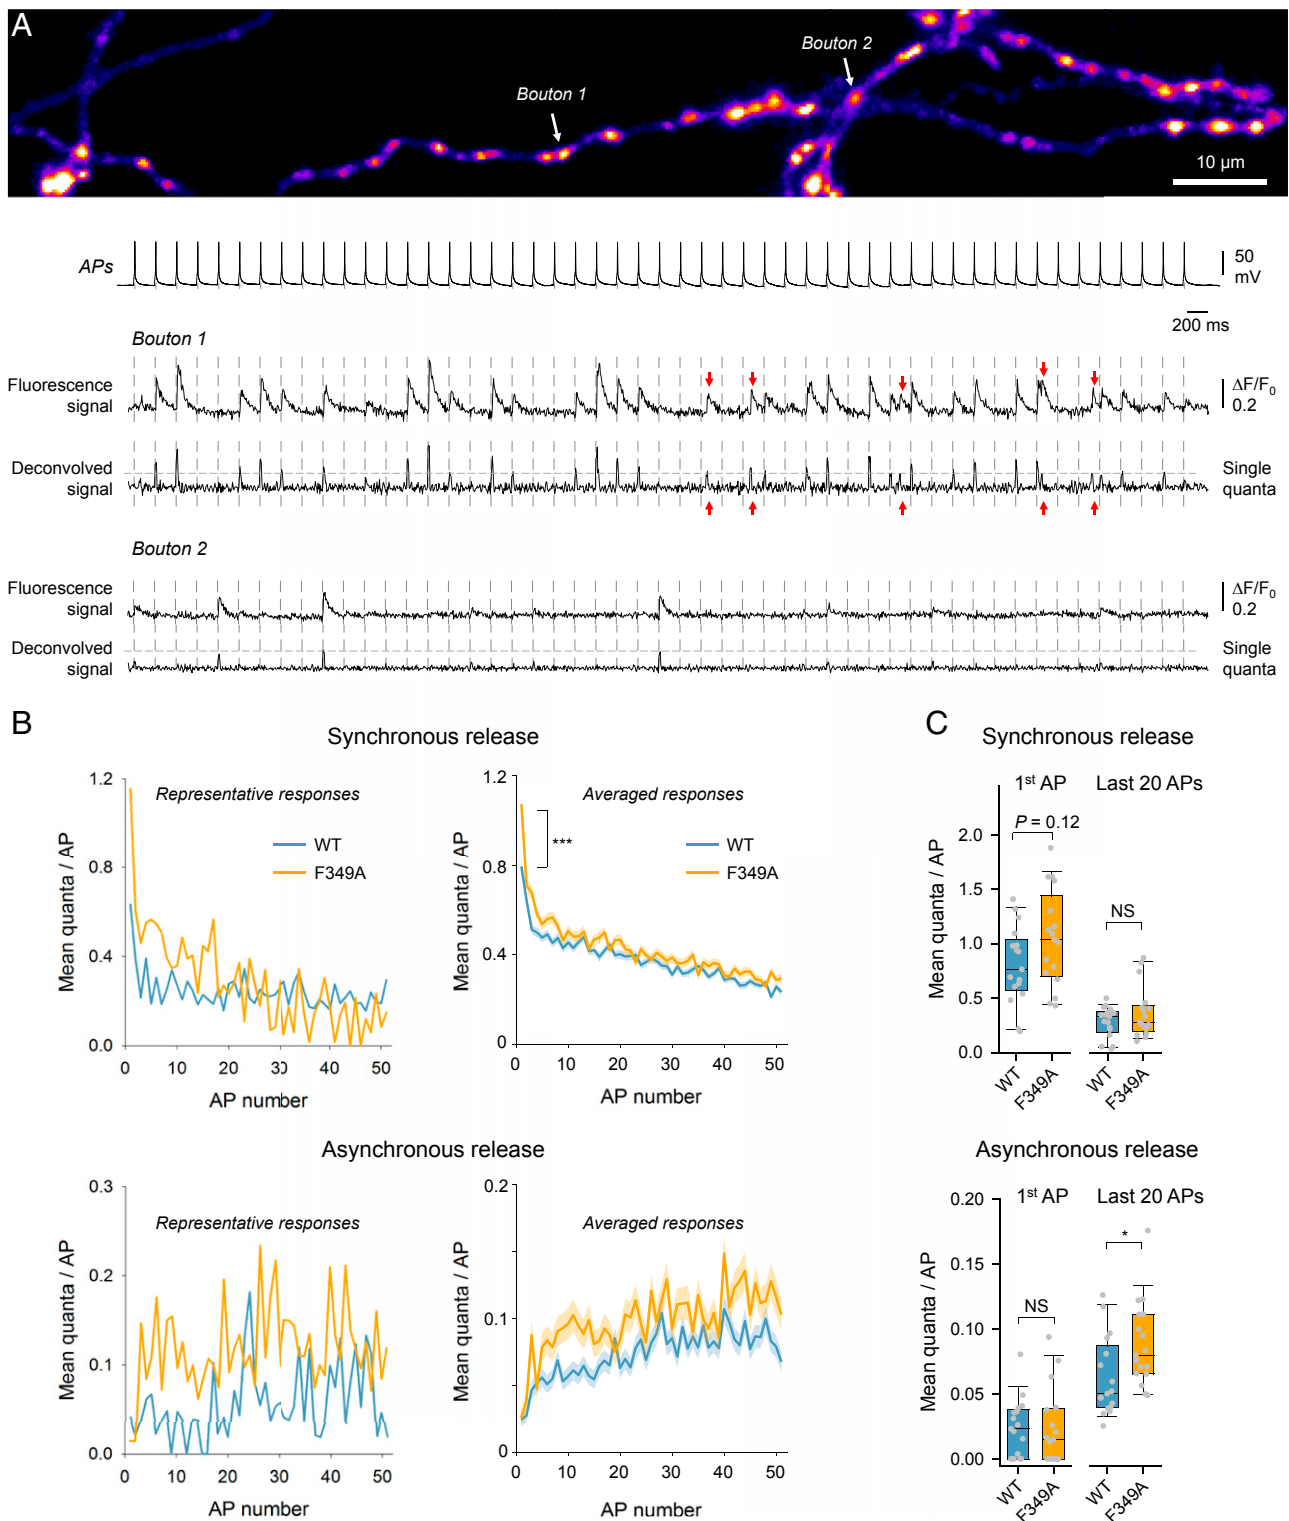 A
Bouton 1
Bouton 2
10 µm
APs
50
mV
200 ms
Bouton 1
Fluorescence
signal
ΔF/F0
0.2
Deconvolved
signal
Single
quanta
Bouton 2
Fluorescence
signal
ΔF/F0
0.2
Deconvolved
signal
Single
quanta
B
Synchronous release
Mean quanta / AP
1.2
0.8
0.4
0.0
Representative responses
WT
F349A
0 10 20 30 40 50
AP number
Mean quanta / AP
1.2
0.8
0.4
0
Averaged responses
***
WT
F349A
0 10 20 30 40 50
AP number
Asynchronous release
Mean quanta / AP
0.3
0.2
0.1
0.0
Representative responses
0 10 20 30 40 50
AP number
Mean quanta / AP
0.2
0.1
0
Averaged responses
0 10 20 30 40 50
AP number
C
Synchronous release
1st AP Last 20 APs
Mean quanta / AP
2.0
1.5
1.0
0.5
0.0
P = 0.12
NS
WT F349A WT F349A
Asynchronous release
1st AP Last 20 APs
Mean quanta / AP
0.20
0.15
0.10
0.05
0.00
NS
*
WT F349A WT F349A